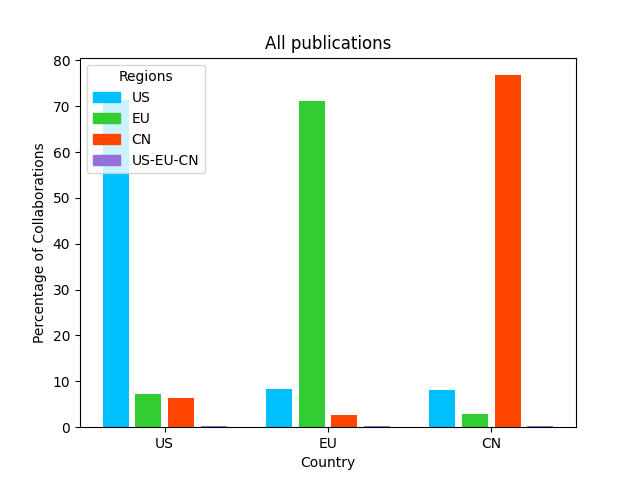 All publications
Regions
US
EU
CN
US-EU-CN
Percentage of Collaborations
80
70
60
50
40
30
20
10
0
US EU CN
Country